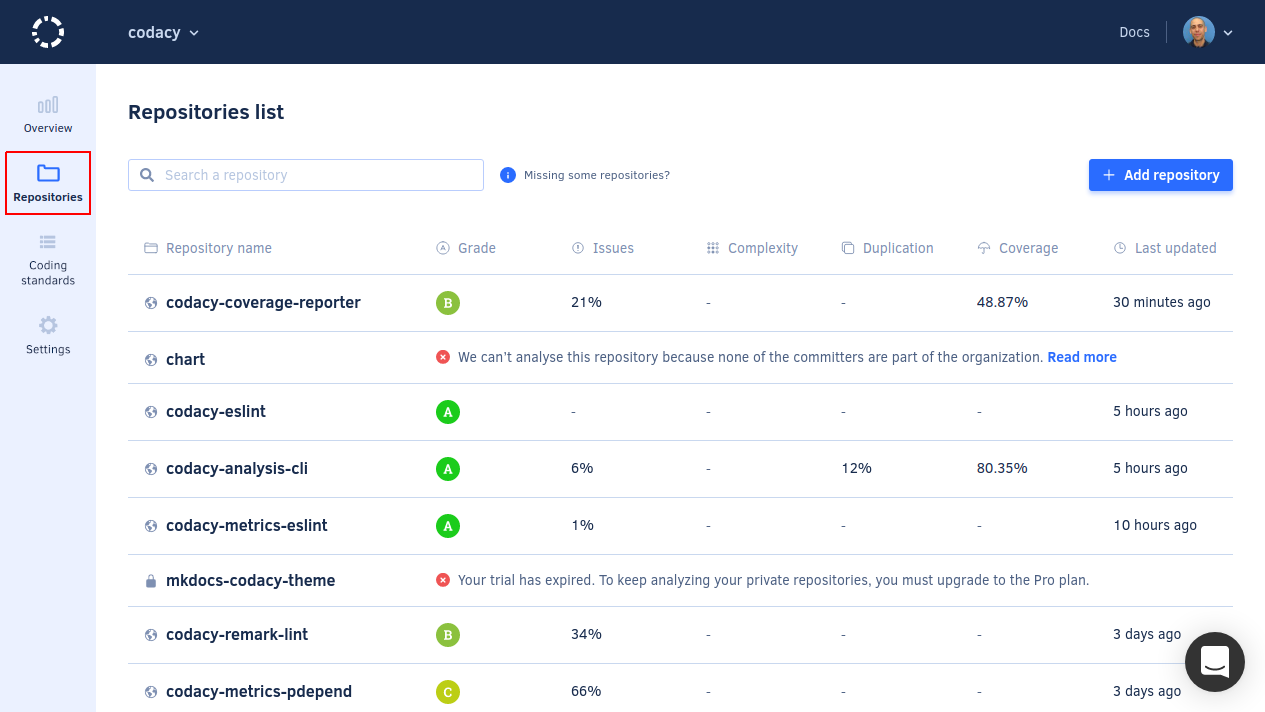 codacy
Docs
Overview
Repositories
Coding
standards
Settings
Repositories list
Search a repository
Missing some repositories?
+ Add repository
Repository name Grade Issues Complexity Duplication Coverage Last updated
codacy-coverage-reporter B 21% - - 48.87% 30 minutes ago
chart We can't analyse this repository because none of the committers are part of the organization. Read more
codacy-eslint A - - - - 5 hours ago
codacy-analysis-cli A 6% - 12% 80.35% 5 hours ago
codacy-metrics-eslint A 1% - - - 10 hours ago
mkdocs-codacy-theme Your trial has expired. To keep analyzing your private repositories, you must upgrade to the Pro plan.
codacy-remark-lint B 34% - - - 3 days ago
codacy-metrics-pdepend C 66% - - - 3 days ago